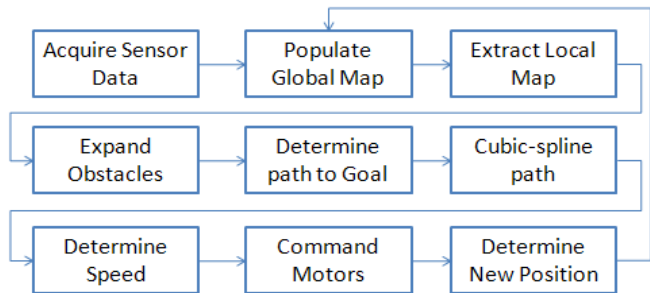 Acquire Sensor
Data
Populate
Global Map
Extract Local
Map
Expand
Obstacles
Determine
path to Goal
Cubic-spline
path
Determine
Speed
Command
Motors
Determine
New Position